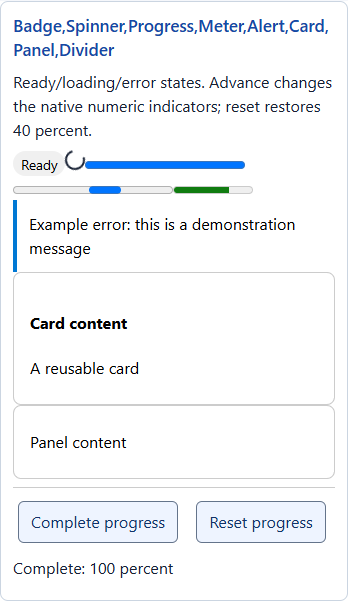 Badge,Spinner,Progress,Meter,Alert,Card,
Panel,Divider
Ready/loading/error states. Advance changes
the native numeric indicators; reset restores
40 percent.
Ready
Example error: this is a demonstration
message
Card content
A reusable card
Panel content
Complete progress
Reset progress
Complete: 100 percent